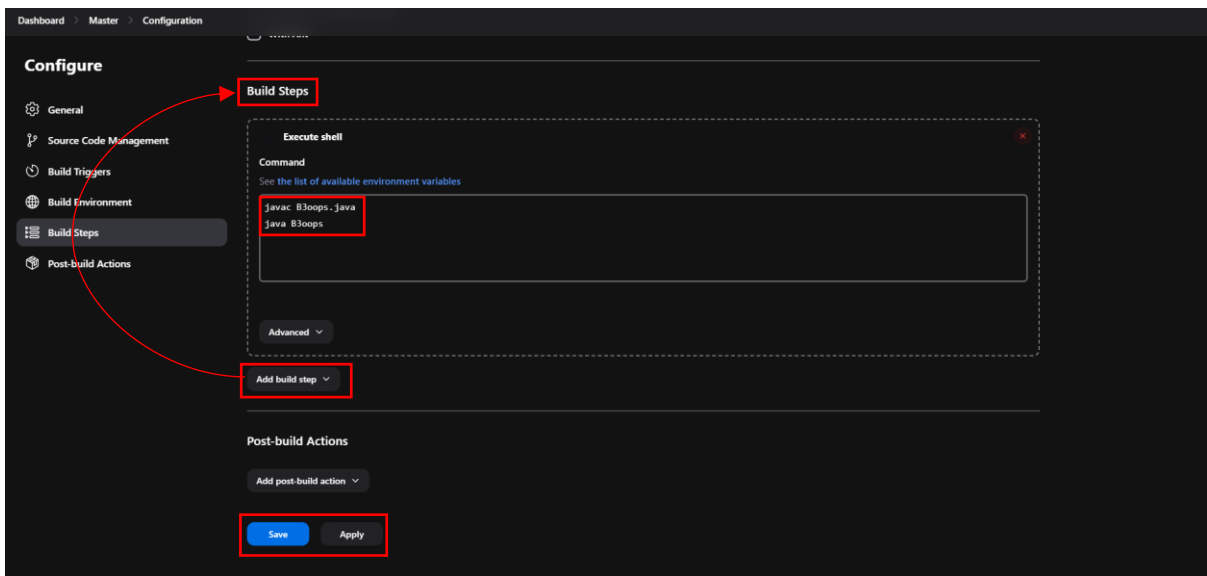 Dashboard > Master > Configuration
Configure
General
Source Code Management
Build Triggers
Build Environment
Build Steps
Post-build Actions
Build Steps
Execute shell
Command
See the list of available environment variables
javac B3oops.java
java B3oops
Advanced
Add build step
Post-build Actions
Add post-build action
Save
Apply